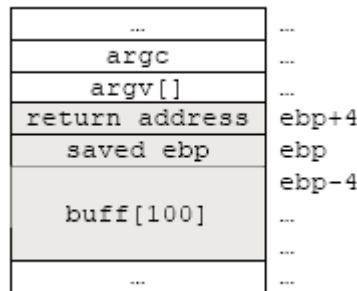 … …
argc …
argv[] …
return address ebp+4
saved ebp ebp
ebp-4
buff[100] …
…
… …